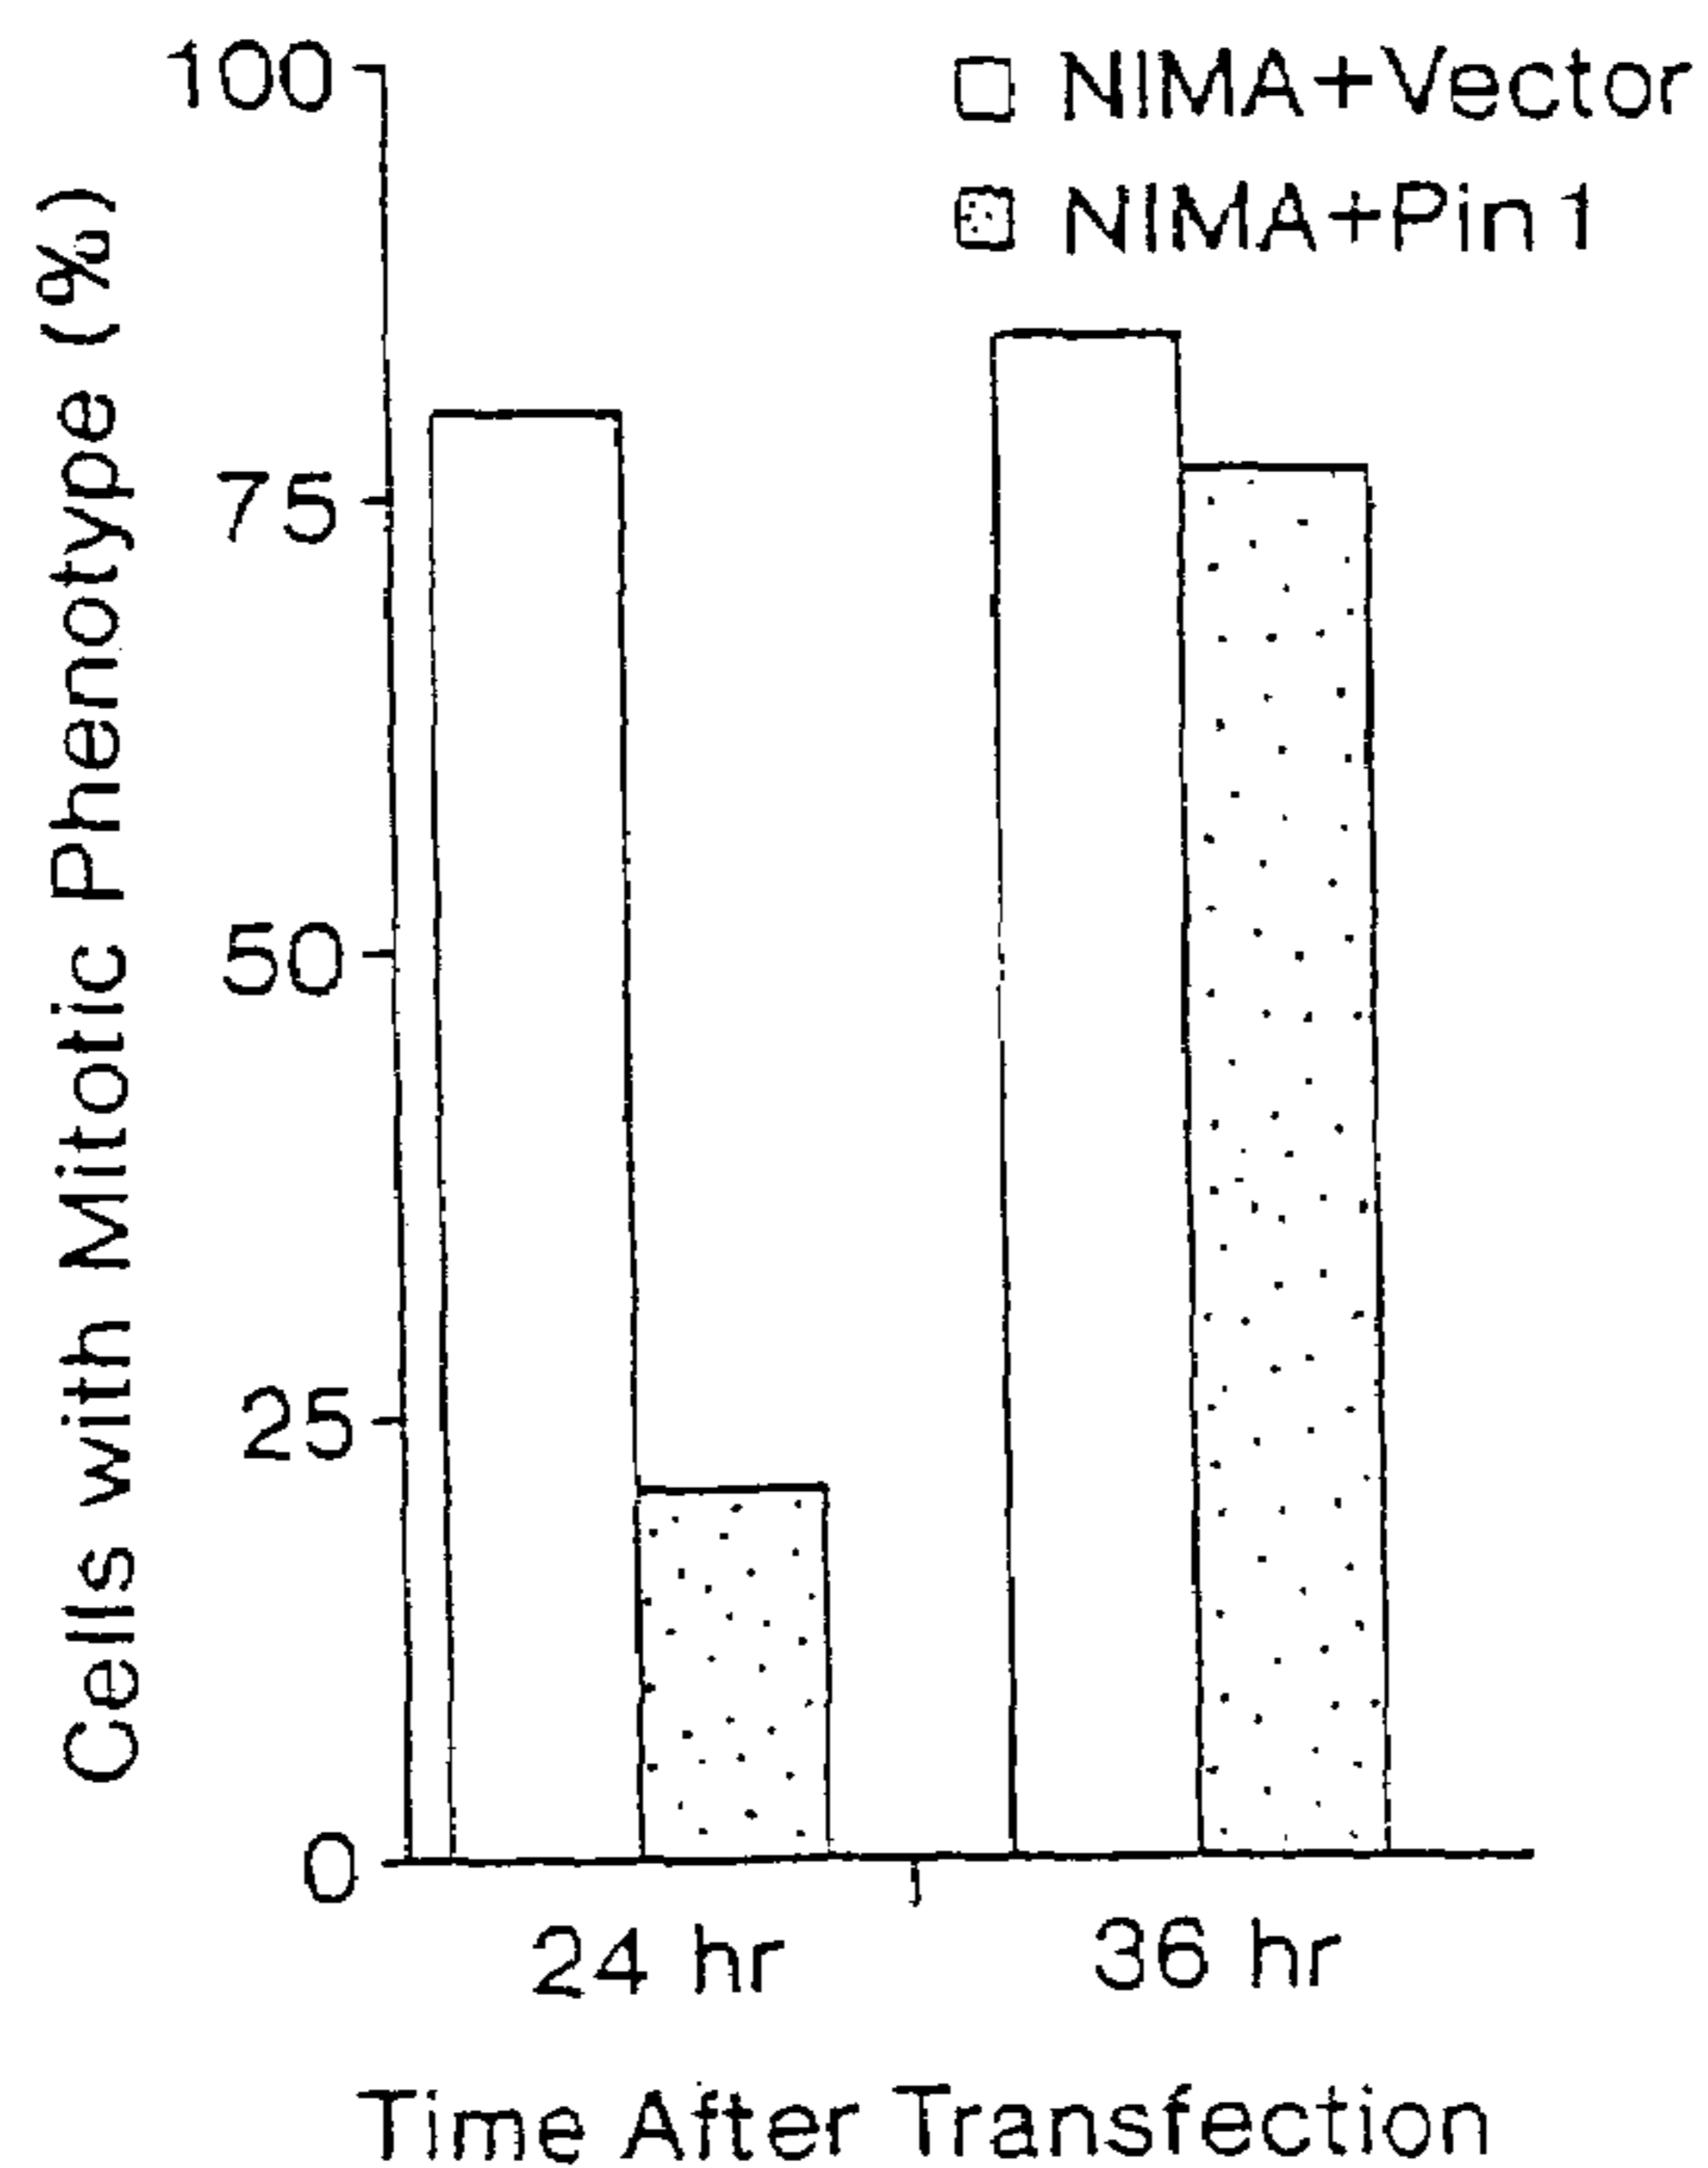 100
NIMA+Vector
NIMA+Pin1
Cells with Mitotic Phenotype (%)
75
50
25
0
24 hr
36 hr
Time After Transfection